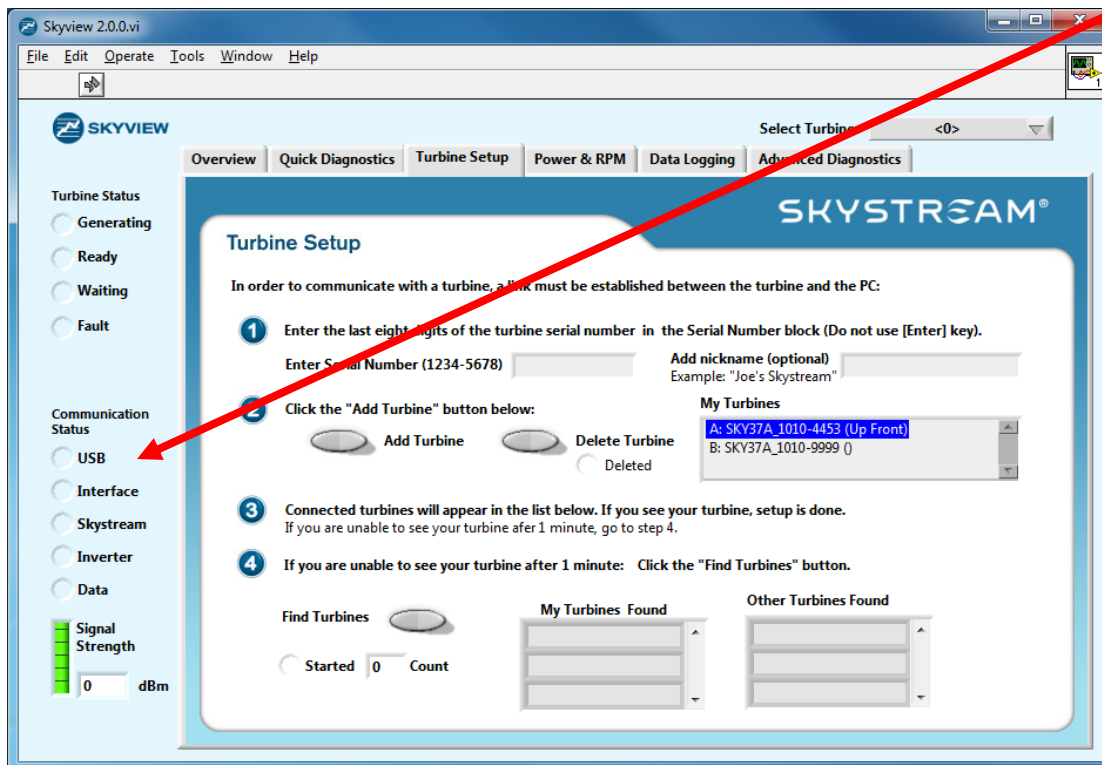 Skyview 2.0.0.vi
File Edit Operate Tools Window Help
1
SKYVIEW
Select Turbine <0>
Overview Quick Diagnostics Turbine Setup Power & RPM Data Logging Advanced Diagnostics
SKYSTREAM®
Turbine Status
Generating
Ready
Waiting
Fault
Communication
Status
USB
Interface
Skystream
Inverter
Data
Signal
Strength
0 dBm
Turbine Setup
In order to communicate with a turbine, a link must be established between the turbine and the PC:
1 Enter the last eight digits of the turbine serial number in the Serial Number block (Do not use [Enter] key).
Enter Serial Number (1234-5678)
Add nickname (optional)
Example: "Joe's Skystream"
2 Click the "Add Turbine" button below:
Add Turbine
Delete Turbine
Deleted
My Turbines
A: SKY37A_1010-4453 (Up Front)
B: SKY37A_1010-9999 ()
3 Connected turbines will appear in the list below. If you see your turbine, setup is done.
If you are unable to see your turbine afer 1 minute, go to step 4.
4 If you are unable to see your turbine after 1 minute: Click the "Find Turbines" button.
Find Turbines
Started 0 Count
My Turbines Found
Other Turbines Found